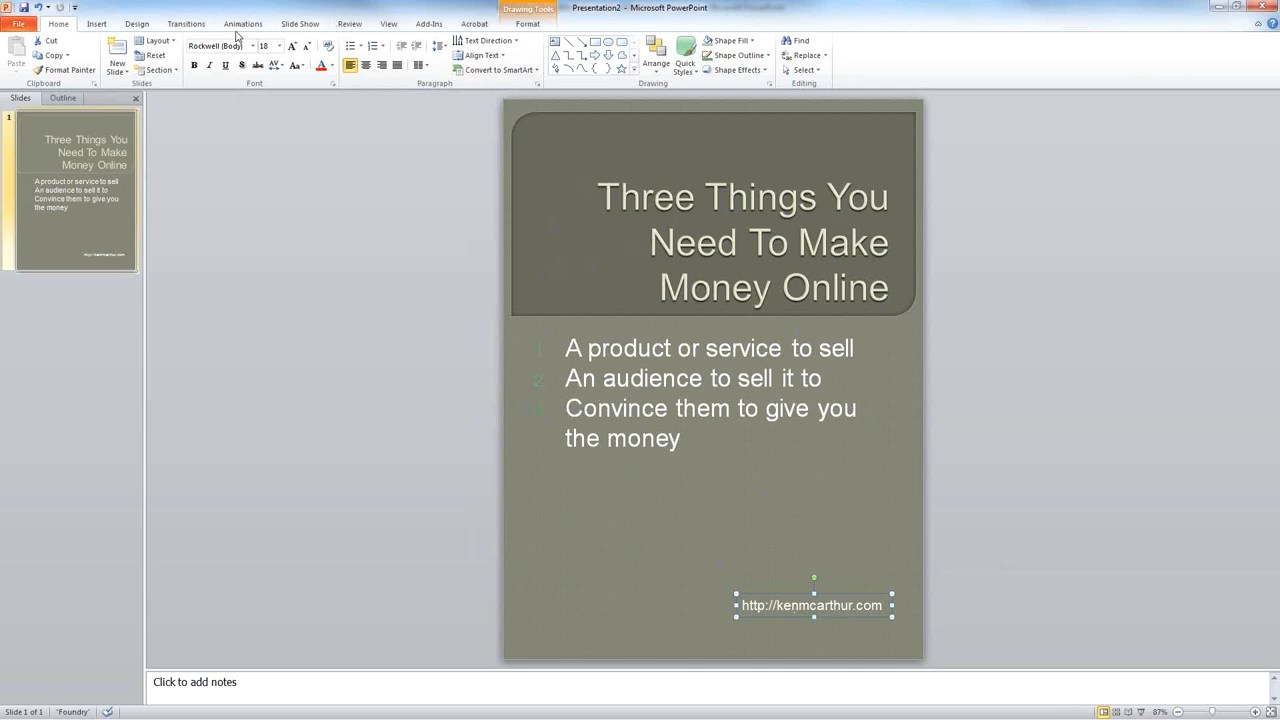 Presentation2 – Microsoft PowerPoint
Drawing Tools
File Home Insert Design Transitions Animations Slide Show Review View Add-Ins Acrobat Format
Paste
Cut
Copy
Format Painter
Clipboard
New Slide
Layout
Reset
Section
Slides
Rockwell (Body) 18
Font
Paragraph
Text Direction
Align Text
Convert to SmartArt
Arrange
Quick Styles
Shape Fill
Shape Outline
Shape Effects
Drawing
Find
Replace
Select
Editing
Slides Outline
1
Three Things You
Need To Make
Money Online
A product or service to sell
An audience to sell it to
Convince them to give you
the money
http://kenmcarthur.com
Three Things You
Need To Make
Money Online
A product or service to sell
An audience to sell it to
Convince them to give you
the money
http://kenmcarthur.com
Click to add notes
Slide 1 of 1 "Foundry" 87%